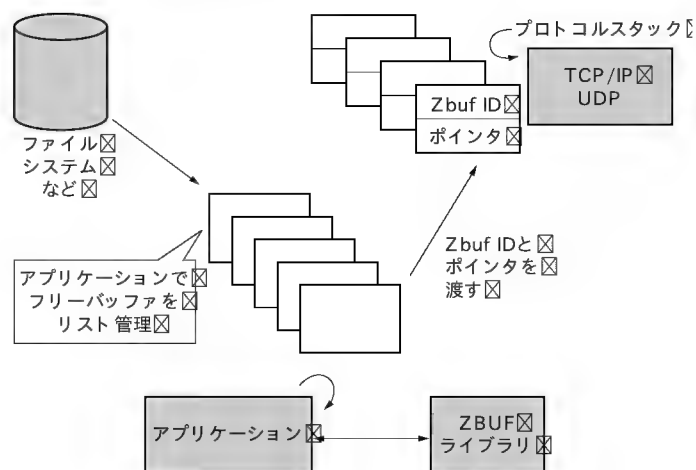 プロトコルスタック
TCP/IP
UDP
Zbuf ID
ポインタ
ファイル
システム
など
Zbuf IDと
ポインタを
渡す
アプリケーションで
フリーバッファを
リスト管理
アプリケーション
ZBUF
ライブラリ